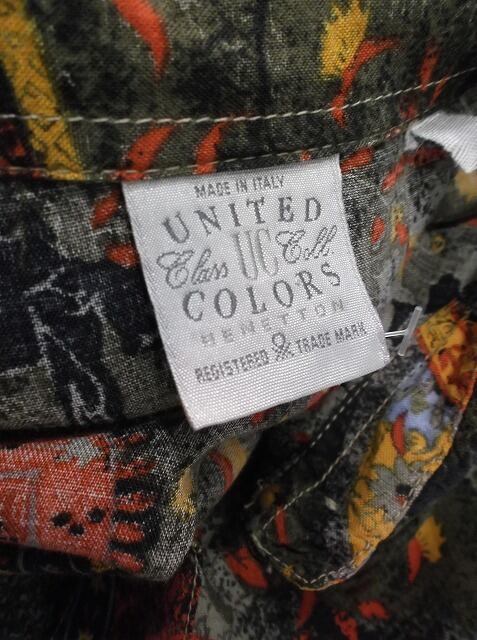 MADE IN ITALY
UNITED
Class UC Coll.
COLORS
BENETTON
REGISTERED TRADE MARK